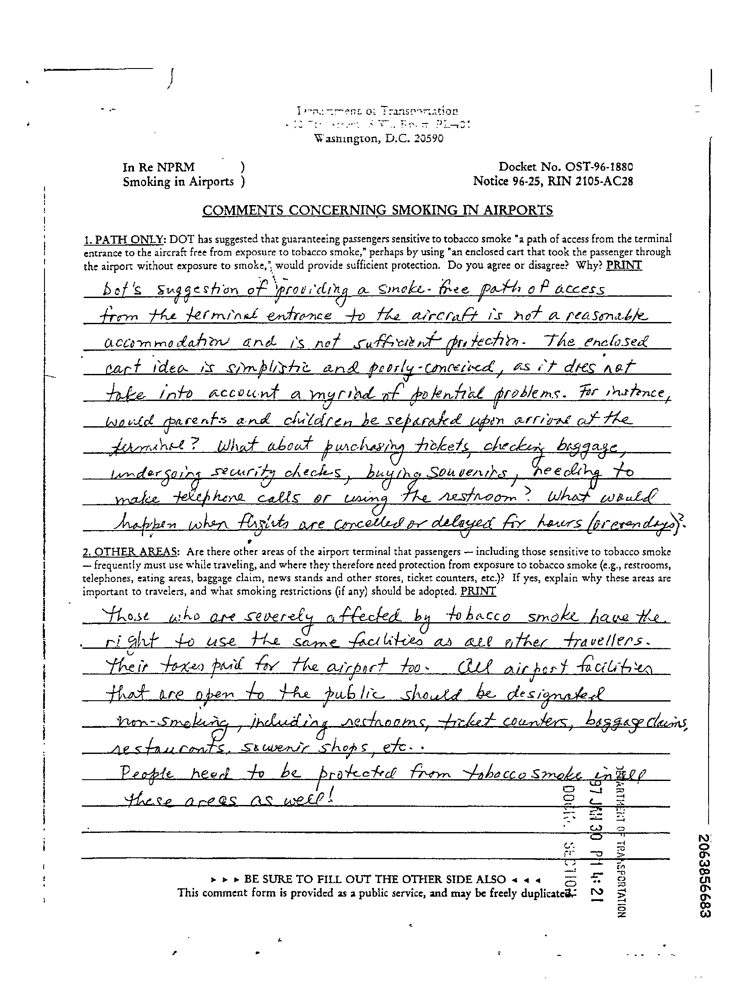 Department of Transportation
Washington, D.C. 20590
In Re NPRM )
Smoking in Airports )
Docket No. OST-96-1880
Notice 96-25, RIN 2105-AC28
COMMENTS CONCERNING SMOKING IN AIRPORTS
1. PATH ONLY: DOT has suggested that guaranteeing passengers sensitive to tobacco smoke "a path of access from the terminal
entrance to the aircraft free from exposure to tobacco smoke," perhaps by using "an enclosed cart that took the passenger through
the airport without exposure to smoke," would provide sufficient protection. Do you agree or disagree? Why? PRINT
Dot's suggestion of providing a smoke-free path of access
from the terminal entrance to the aircraft is not a reasonable
accommodation and is not sufficient protection. The enclosed
cart idea is simplistic and poorly-conceived, as it does not
take into account a myriad of potential problems. For instance,
would parents and children be separated upon arrival at the
terminal? What about purchasing tickets, checking baggage,
undergoing security checks, buying souvenirs, needing to
make telephone calls or using the restroom? What would
happen when flights are cancelled or delayed for hours (or even days)?
2. OTHER AREAS: Are there other areas of the airport terminal that passengers — including those sensitive to tobacco smoke
— frequently must use while traveling, and where they therefore need protection from exposure to tobacco smoke (e.g., restrooms,
telephones, eating areas, baggage claim, news stands and other stores, ticket counters, etc.)? If yes, explain why these areas are
important to travelers, and what smoking restrictions (if any) should be adopted. PRINT
Those who are severely affected by tobacco smoke have the
right to use the same facilities as all other travellers.
Their taxes paid for the airport too. All airport facilities
that are open to the public should be designated
non-smoking, including restrooms, ticket counters, baggage claims,
restaurants, souvenir shops, etc..
People need to be protected from tobacco smoke in all
these areas as well!
DEPARTMENT OF TRANSPORTATION
97 JAN 30 PM 4:21
SECTION
► ► ► BE SURE TO FILL OUT THE OTHER SIDE ALSO ◄ ◄ ◄
This comment form is provided as a public service, and may be freely duplicated.
2063856683